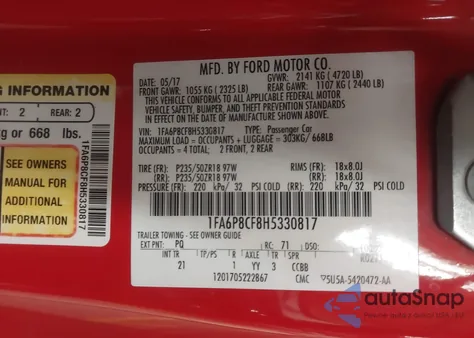 G INFORMATION
NT: 2 REAR: 2
kg or 668 lbs.
SEE OWNERS
MANUAL FOR
ADDITIONAL
INFORMATION
1FA6P8CF8H5330817
MFD. BY FORD MOTOR CO.
05/17 GVWR: 2141 KG ( 4720 LB)
FRONT GAWR: 1055 KG ( 2325 LB) REAR GAWR: 1107 KG ( 2440 LB)
THIS VEHICLE CONFORMS TO ALL APPLICABLE FEDERAL MOTOR
VEHICLE SAFETY, BUMPER, AND THEFT PREVENTION STANDARDS
IN EFFECT ON THE DATE OF MANUFACTURE SHOWN ABOVE.
VIN: 1FA6P8CF8H5330817 TYPE: Passenger Car
MAXIMUM LOAD = OCCUPANTS + LUGGAGE = 303KG/ 668LB
OCCUPANTS = 4 TOTAL, 2 FRONT, 2 REAR
TIRE (FR): P235/50ZR18 97W RIMS (FR): 18x8.0J
(RR): P235/50ZR18 97W (RR): 18x8.0J
PRESSURE (FR): 220 kPA/ 32 PSI COLD (RR): 220 kPA/ 32 PSI COLD
1FA6P8CF8H5330817
TRAILER TOWING - SEE OWNER GUIDE
EXT PNT: PQ RC: 71 DSO:
INT TR TP/PS R AXLE TR SPR
21 1 YY 3 CCBB
1201705222867 CMC
5U5A-5420472-AA
autoSnap